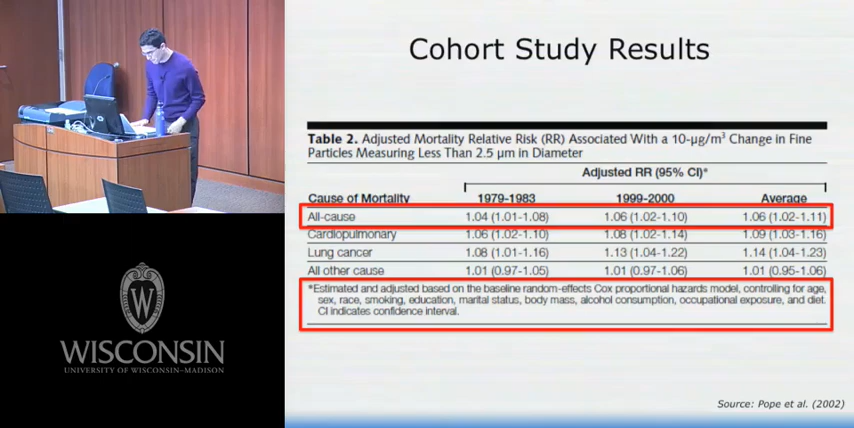 Cohort Study Results
Table 2. Adjusted Mortality Relative Risk (RR) Associated With a 10-µg/m³ Change in Fine
Particles Measuring Less Than 2.5 µm in Diameter
Adjusted RR (95% CI)*
Cause of Mortality 1979-1983 1999-2000 Average
All-cause 1.04 (1.01-1.08) 1.06 (1.02-1.10) 1.06 (1.02-1.11)
Cardiopulmonary 1.06 (1.02-1.10) 1.08 (1.02-1.14) 1.09 (1.03-1.16)
Lung cancer 1.08 (1.01-1.16) 1.13 (1.04-1.22) 1.14 (1.04-1.23)
All other cause 1.01 (0.97-1.05) 1.01 (0.97-1.06) 1.01 (0.95-1.06)
*Estimated and adjusted based on the baseline random-effects Cox proportional hazards model, controlling for age,
sex, race, smoking, education, marital status, body mass, alcohol consumption, occupational exposure, and diet.
CI indicates confidence interval.
Source: Pope et al. (2002)
W
WISCONSIN
UNIVERSITY OF WISCONSIN–MADISON